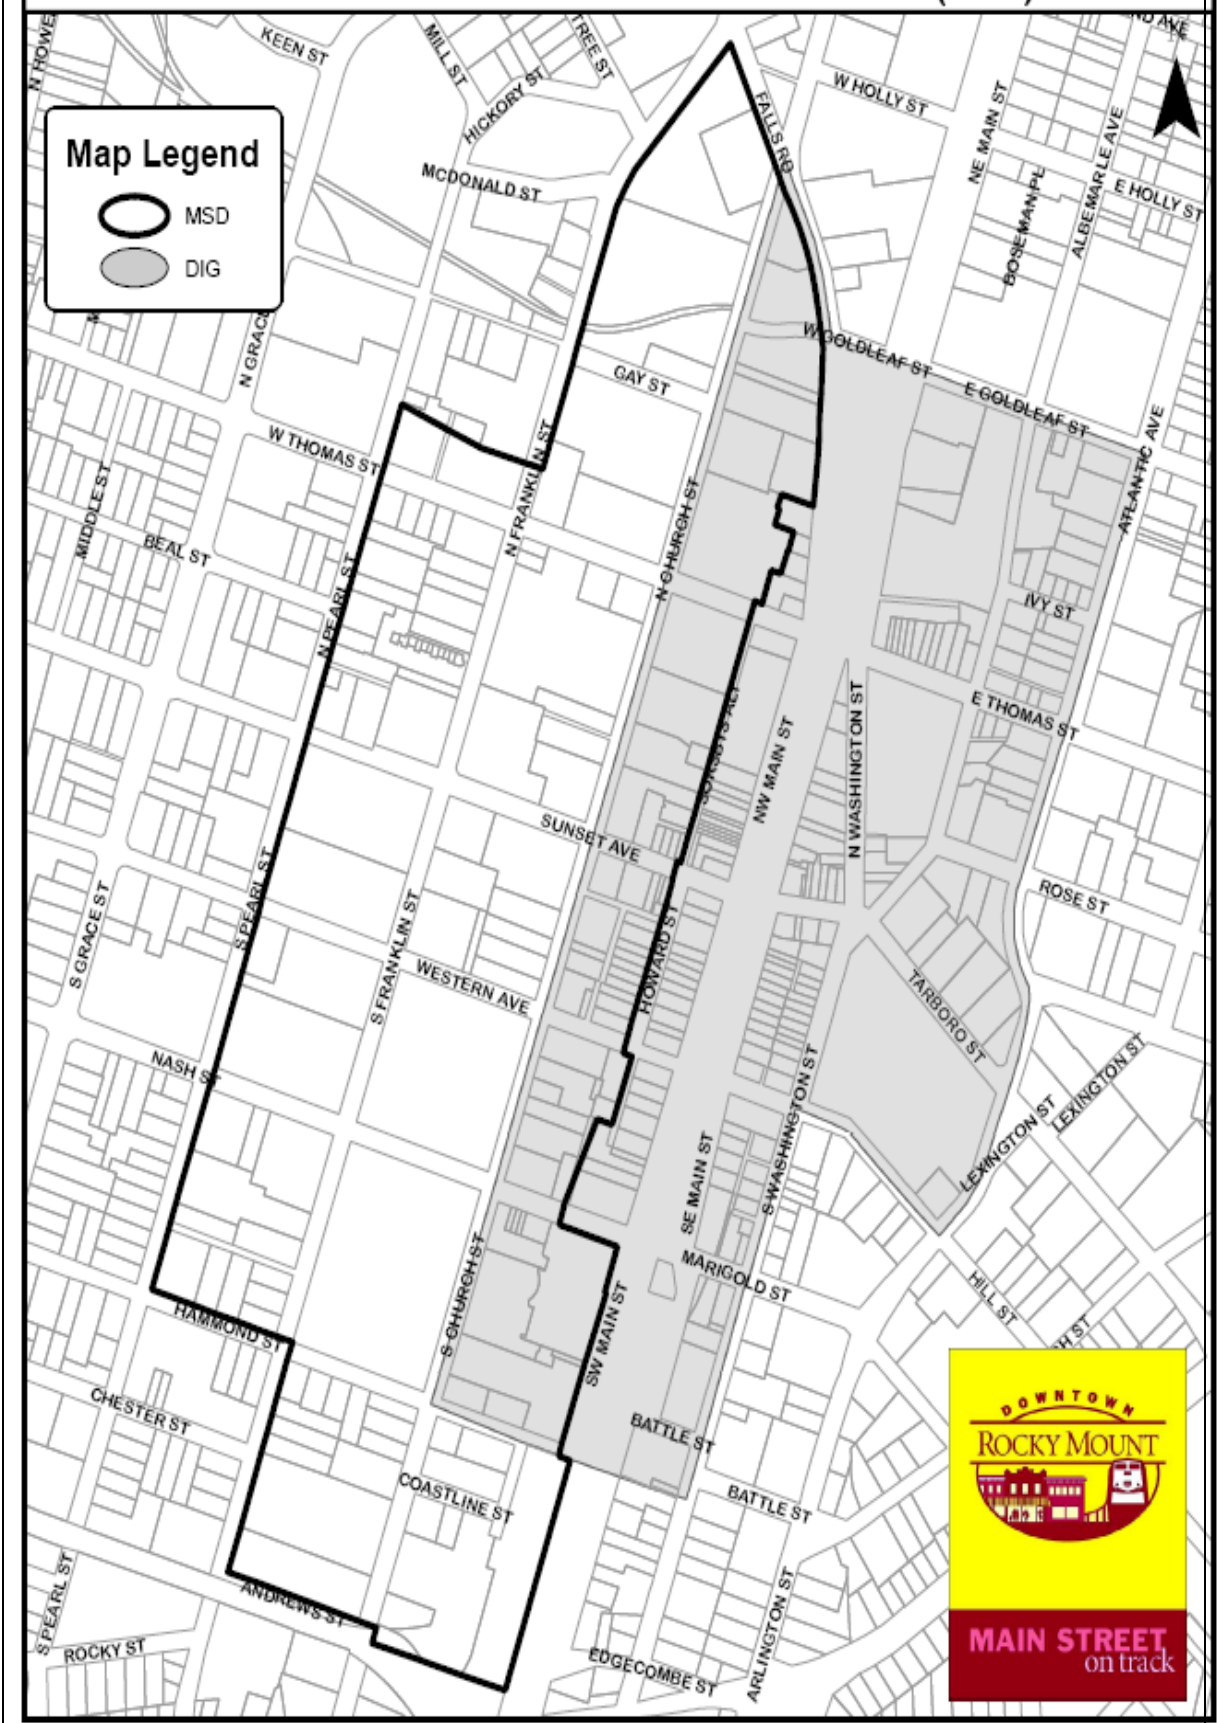 KEEN ST
MILL ST
TREE ST
HICKORY ST
FALLS RD
W HOLLY ST
NE MAIN ST
E HOLLY ST
ALBEMARLE AVE
BOSEMAN PL
MCDONALD ST
Map Legend
MSD
DIG
W GOLDLEAF ST
E GOLDLEAF ST
GAY ST
ATLANTIC AVE
W THOMAS ST
N FRANKLIN ST
N CHURCH ST
MIDDLE ST
BEAL ST
N PEARL ST
IVY ST
E THOMAS ST
NW MAIN ST
N WASHINGTON ST
SUNSET AVE
ROSE ST
S PEARL ST
S GRACE ST
S FRANKLIN ST
HOWARD ST
WESTERN AVE
TARBORO ST
NASH ST
LEXINGTON ST
LEXINGTON ST
S WASHINGTON ST
SE MAIN ST
MARIGOLD ST
S CHURCH ST
HILL ST
HAMMOND ST
SW MAIN ST
CHESTER ST
BATTLE ST
COASTLINE ST
BATTLE ST
ANDREWS ST
S PEARL ST
ROCKY ST
EDGECOMBE ST
ARLINGTON ST
DOWNTOWN
ROCKY MOUNT
MAIN STREET
on track